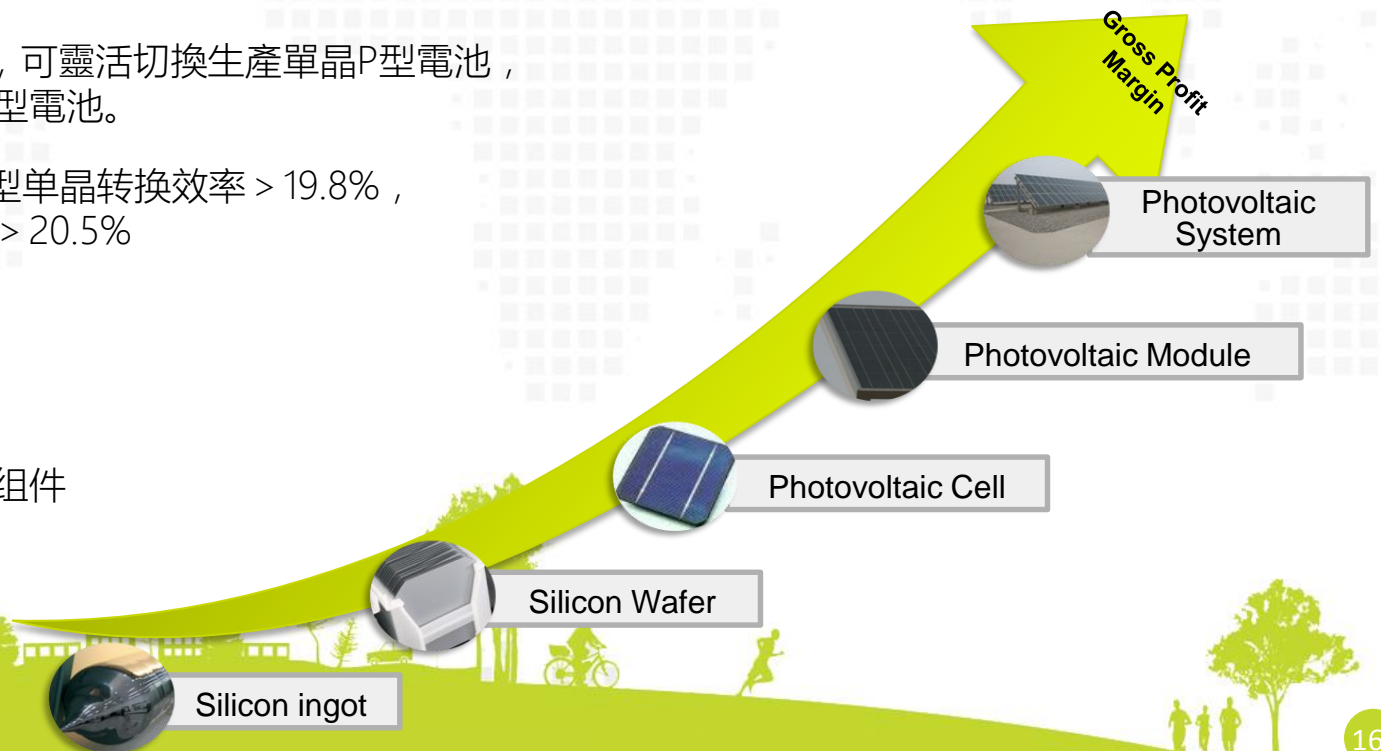 , 可靈活切換生產單晶P型電池 ,
型電池。
型单晶转换效率 > 19.8% ,
> 20.5%
组件
Gross Profit
Margin
Photovoltaic
System
Photovoltaic Module
Photovoltaic Cell
Silicon Wafer
Silicon ingot
16